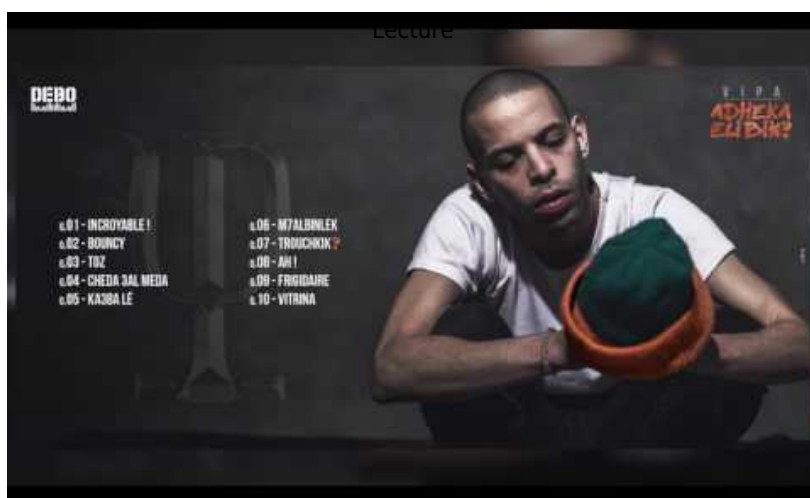 Lecture
DEBO
VIPA
ADHEKA
ELI BIK?
c.01 - INCROYABLE !
c.02 - BOUNCY
c.03 - TOZ
c.04 - CHEDA 3AL MEDA
c.05 - KA3BA LÉ
c.06 - M7ALBINLEK
c.07 - TROUCHKIK?
c.08 - AH !
c.09 - FRIGIDAIRE
c.10 - VITRINA